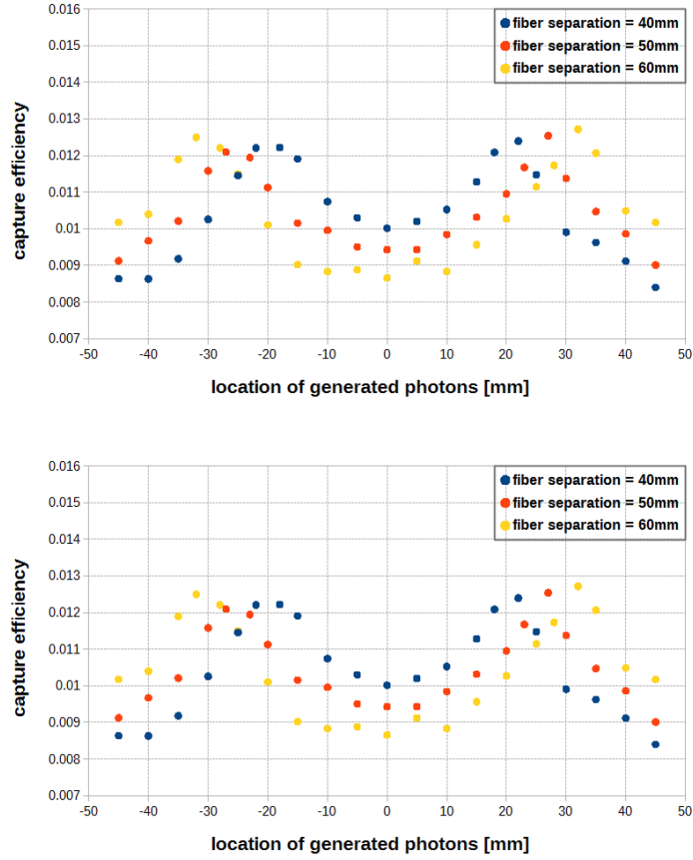 0.016
0.015
0.014
0.013
0.012
0.011
0.01
0.009
0.008
0.007
capture efficiency
fiber separation = 40mm
fiber separation = 50mm
fiber separation = 60mm
-50 -40 -30 -20 -10 0 10 20 30 40 50
location of generated photons [mm]
0.016
0.015
0.014
0.013
0.012
0.011
0.01
0.009
0.008
0.007
capture efficiency
fiber separation = 40mm
fiber separation = 50mm
fiber separation = 60mm
-50 -40 -30 -20 -10 0 10 20 30 40 50
location of generated photons [mm]